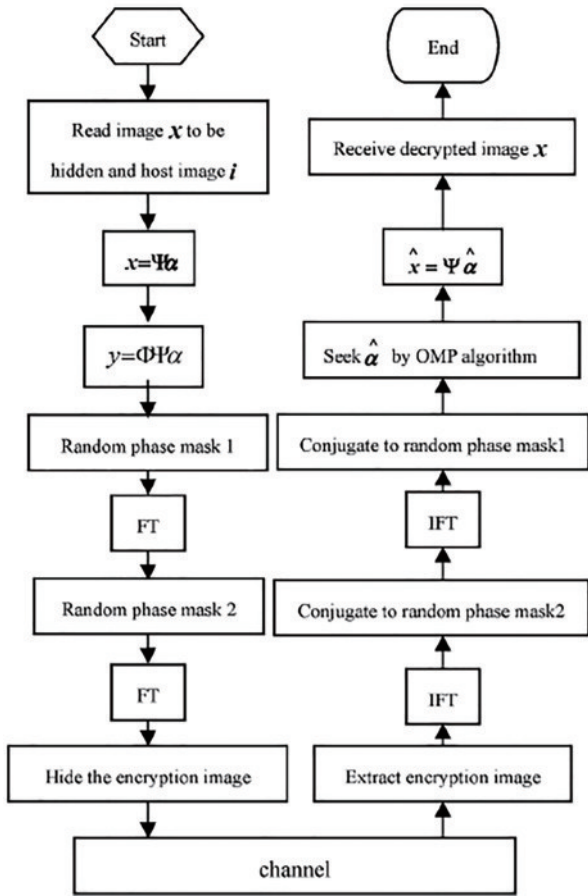 Start
Read image x to be
hidden and host image i
x=Ψα
y=ΦΨα
Random phase mask 1
FT
Random phase mask 2
FT
Hide the encryption image
channel
Extract encryption image
IFT
Conjugate to random phase mask2
IFT
Conjugate to random phase mask1
Seek α̂ by OMP algorithm
x̂ = Ψα̂
Receive decrypted image x
End